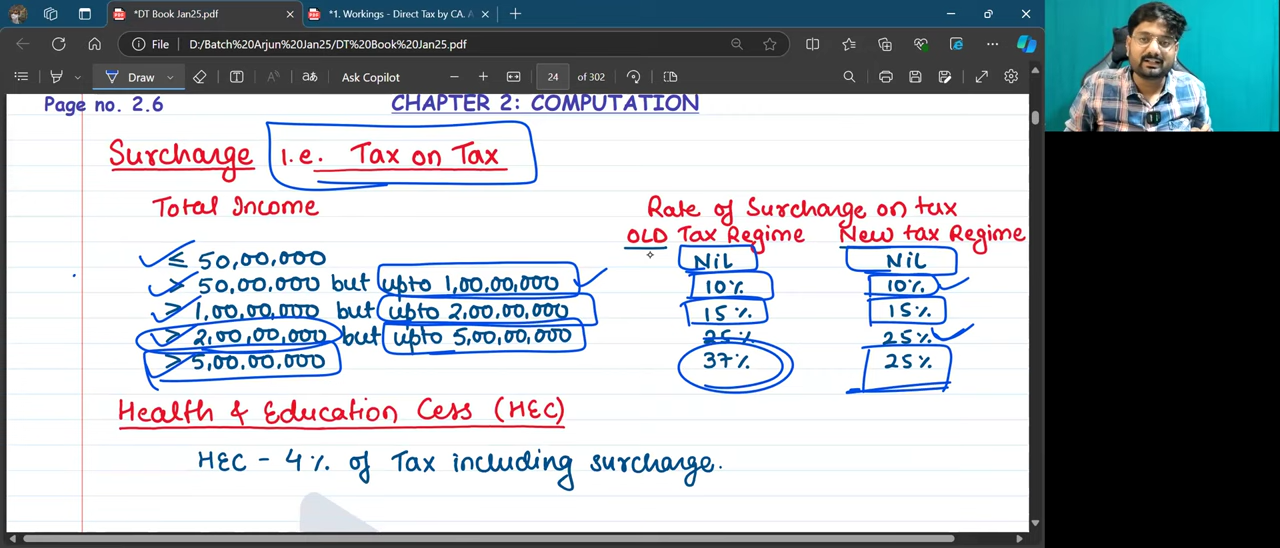 *DT Book Jan25.pdf
*1. Workings - Direct Tax by CA. A
File D:/Batch%20Arjun%20Jan25/DT%20Book%20Jan25.pdf
Draw
aあ
Ask Copilot
24 of 302
Page no. 2.6 CHAPTER 2: COMPUTATION
Surcharge i.e. Tax on Tax
Total Income Rate of Surcharge on tax
OLD Tax Regime New tax Regime
≤ 50,00,000 Nil Nil
> 50,00,000 but upto 1,00,00,000 10% 10%
> 1,00,00,000 but upto 2,00,00,000 15% 15%
> 2,00,00,000 but upto 5,00,00,000 25% 25%
> 5,00,00,000 37% 25%
Health & Education Cess (HEC)
HEC - 4% of Tax including surcharge.